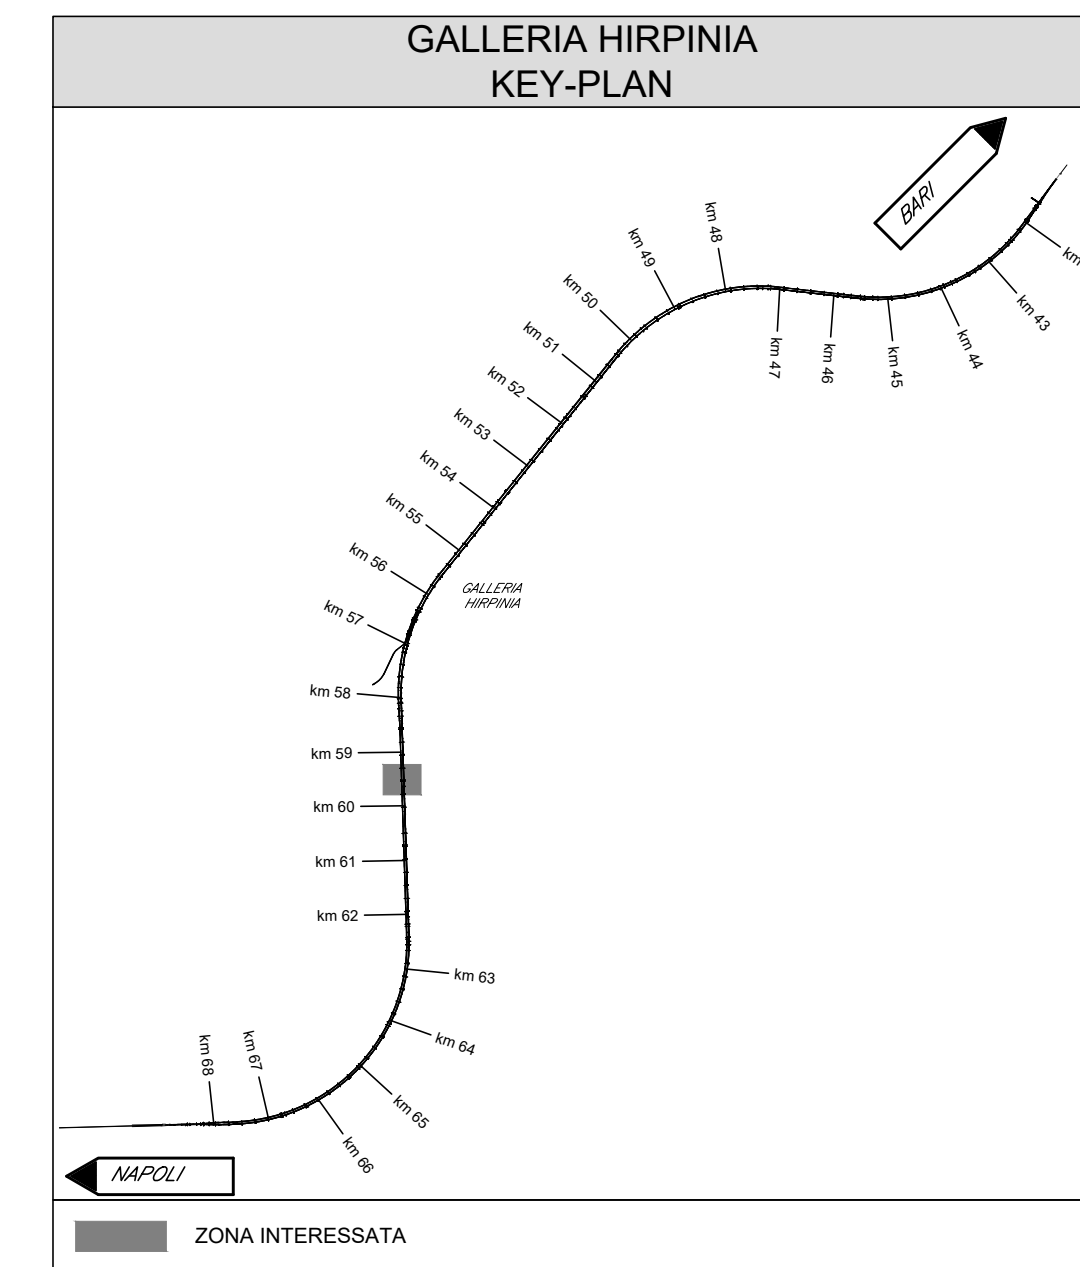 GALLERIA HIRPINIA
KEY-PLAN
BARI
km 48
km 49
km 50
km 51
km 52
km 53
km 54
km 55
km 56
km 57
km 58
km 59
km 60
km 61
km 62
km
km 43
km 44
km 45
km 46
km 47
GALLERIA
HIRPINIA
km 63
km 64
km 65
km 66
km 67
km 68
NAPOLI
ZONA INTERESSATA